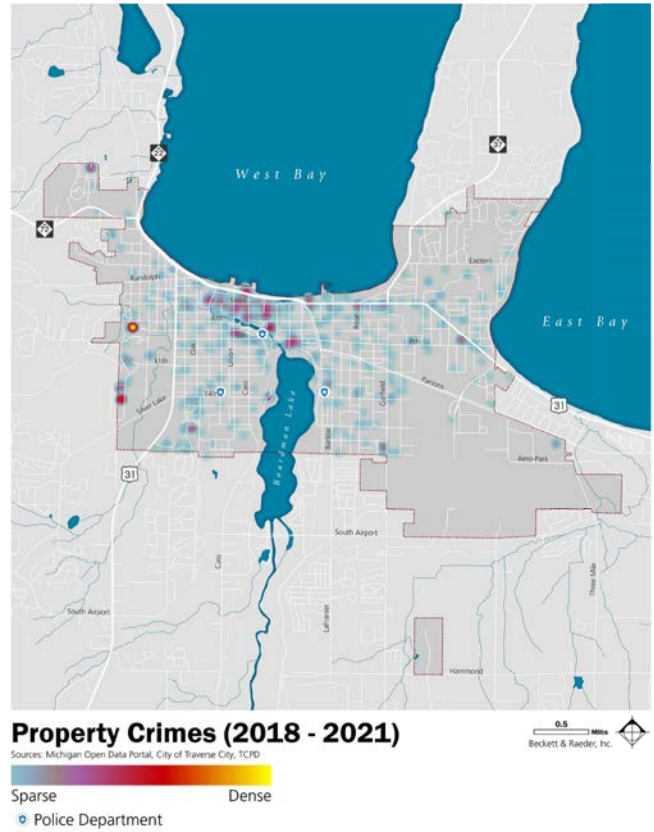 22
37
West Bay
72
Eastern
Randolph
East Bay
Rose
8th
11th
Oak
Union
Cass
Parsons
14th
Garfield
Silver Lake
31
Barlow
Boardman Lake
Aero-Park
31
South Airport
Cass
Three Mile
LaFranier
South Airport
Hammond
Property Crimes (2018 - 2021)
Sources: Michigan Open Data Portal, City of Traverse City, TCPD
0.5
Miles
Beckett & Raeder, Inc.
Sparse
Dense
Police Department